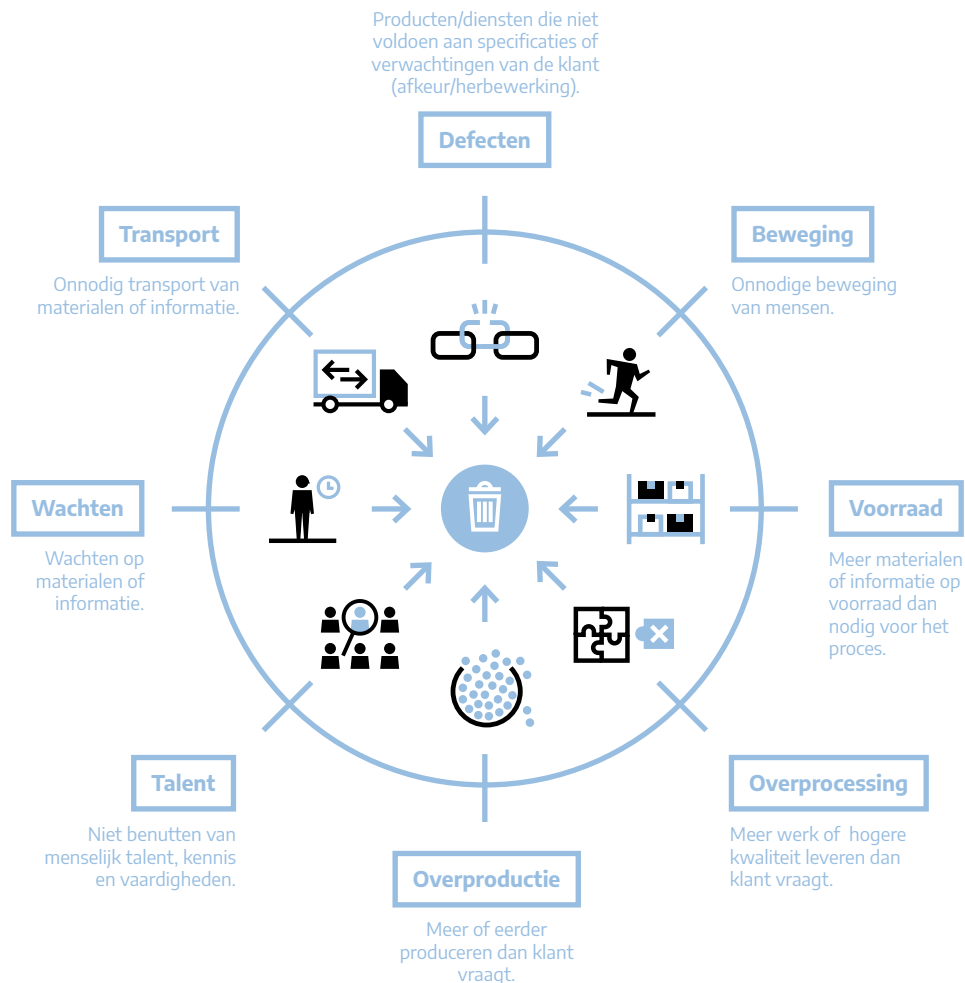 Producten/diensten die niet
voldoen aan specificaties of
verwachtingen van de klant
(afkeur/herbewerking).
Defecten
Beweging
Onnodige beweging
van mensen.
Voorraad
Meer materialen
of informatie op
voorraad dan
nodig voor het
proces.
Overprocessing
Meer werk of hogere
kwaliteit leveren dan
klant vraagt.
Overproductie
Meer of eerder
produceren dan klant
vraagt.
Talent
Niet benutten van
menselijk talent, kennis
en vaardigheden.
Wachten
Wachten op
materialen of
informatie.
Transport
Onnodig transport van
materialen of informatie.